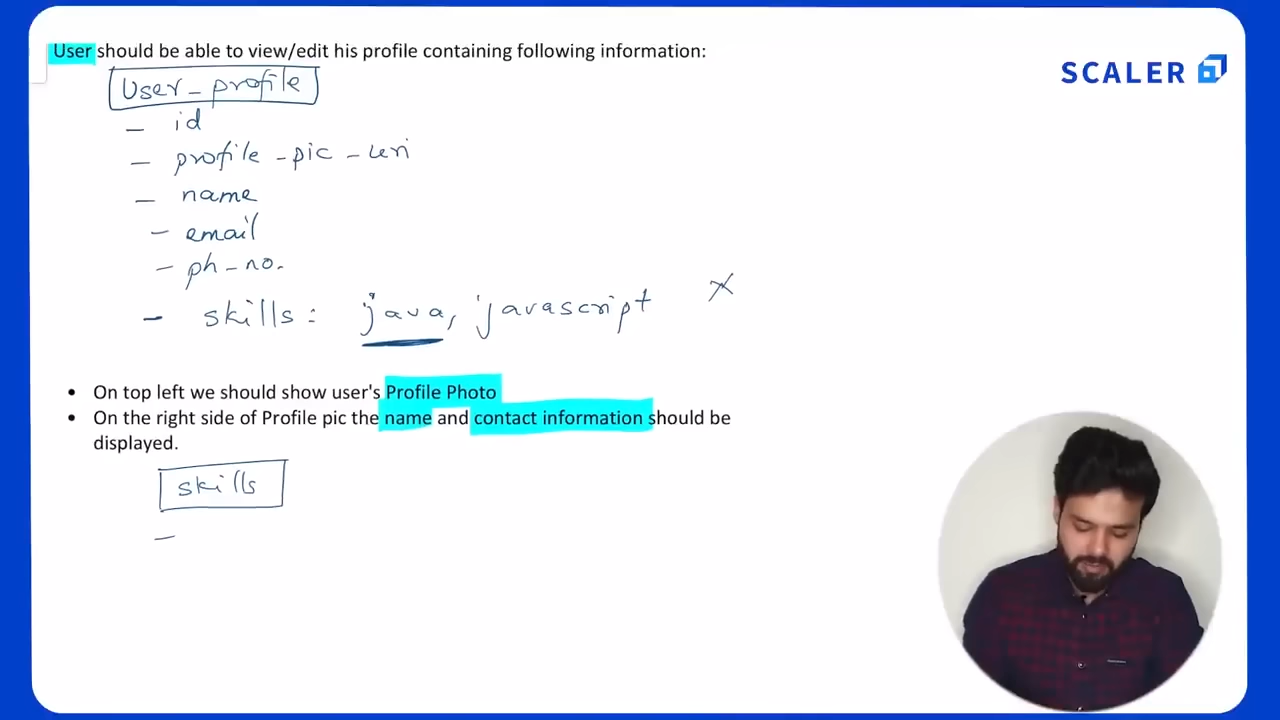 User should be able to view/edit his profile containing following information:
SCALER
User_profile
- id
- profile-pic-uri
- name
- email
- ph-no.
- skills: java, javascript X
• On top left we should show user's Profile Photo
• On the right side of Profile pic the name and contact information should be
displayed.
skills
-